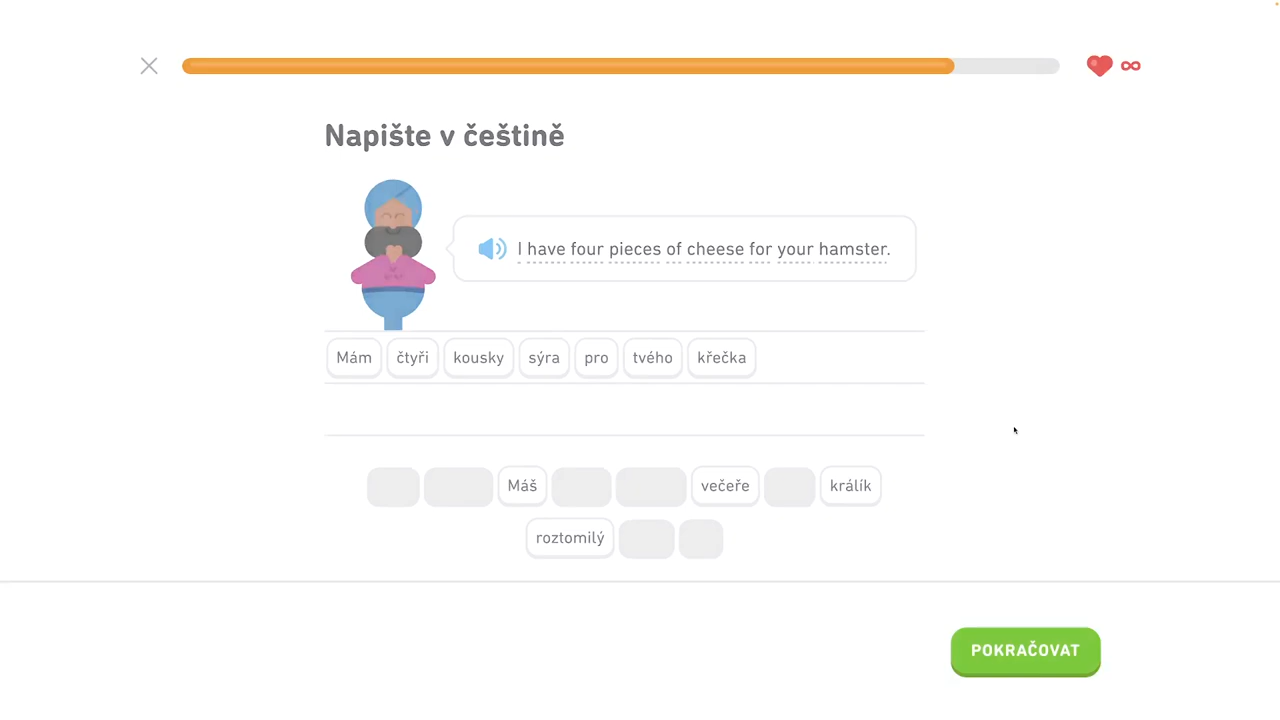 Napište v češtině
I have four pieces of cheese for your hamster.
Mám čtyři kousky sýra pro tvého křečka
Máš večeře králík
roztomilý
POKRAČOVAT